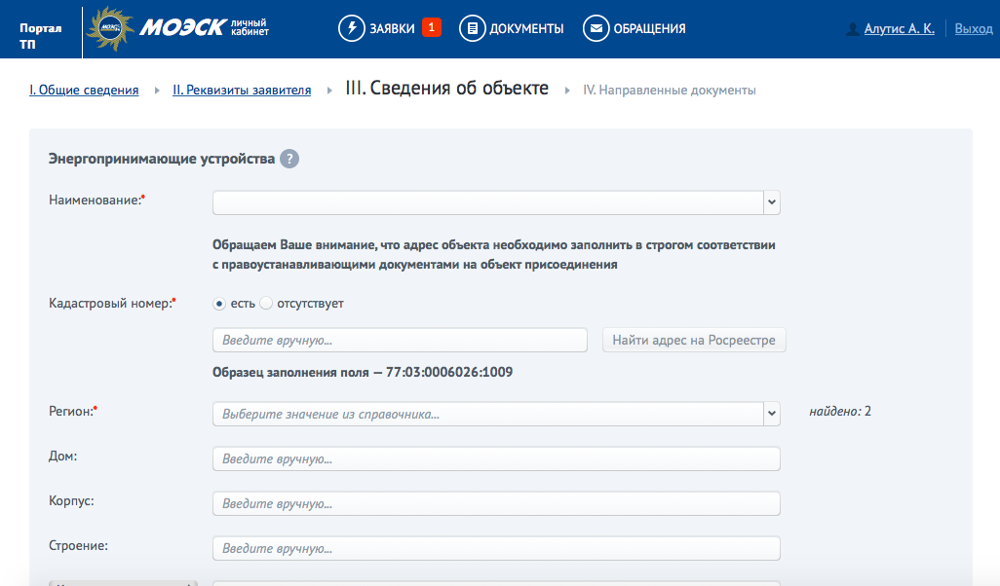 Портал
ТП
МОЭСК
МОЭСК
личный
кабинет
ЗАЯВКИ 1
ДОКУМЕНТЫ
ОБРАЩЕНИЯ
Алутис А. К.
Выход
I. Общие сведения
II. Реквизиты заявителя
III. Сведения об объекте
IV. Направленные документы
Энергопринимающие устройства ?
Наименование:*
Обращаем Ваше внимание, что адрес объекта необходимо заполнить в строгом соответствии
с правоустанавливающими документами на объект присоединения
Кадастровый номер:* есть отсутствует
Введите вручную... Найти адрес на Росреестре
Образец заполнения поля — 77:03:0006026:1009
Регион:* Выберите значение из справочника... найдено: 2
Дом: Введите вручную...
Корпус: Введите вручную...
Строение: Введите вручную...